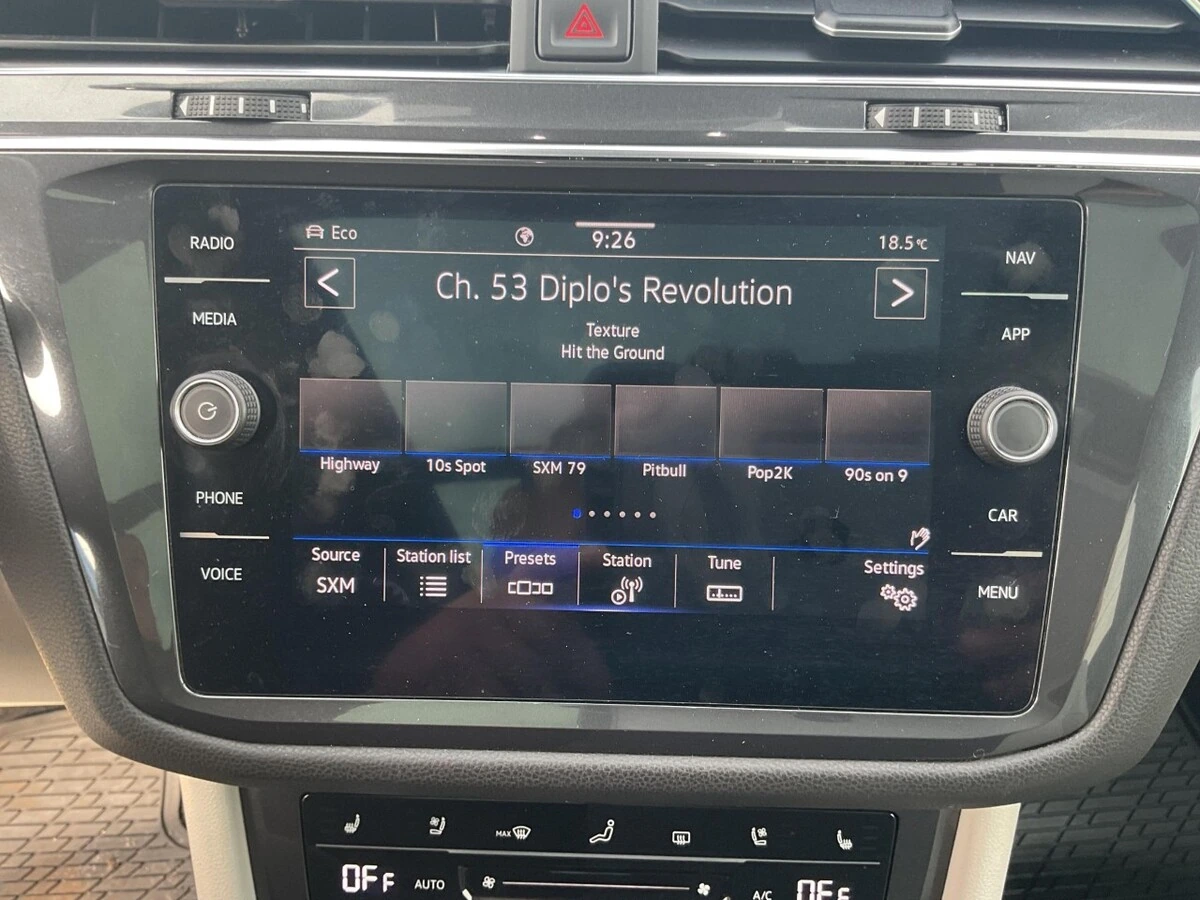 RADIO
MEDIA
PHONE
VOICE
Eco
9:26
18.5°C
< Ch. 53 Diplo's Revolution >
Texture
Hit the Ground
Highway 10s Spot SXM 79 Pitbull Pop2K 90s on 9
Source Station list Presets Station Tune Settings
SXM
NAV
APP
CAR
MENU
MAX
OFF AUTO A/C OFF